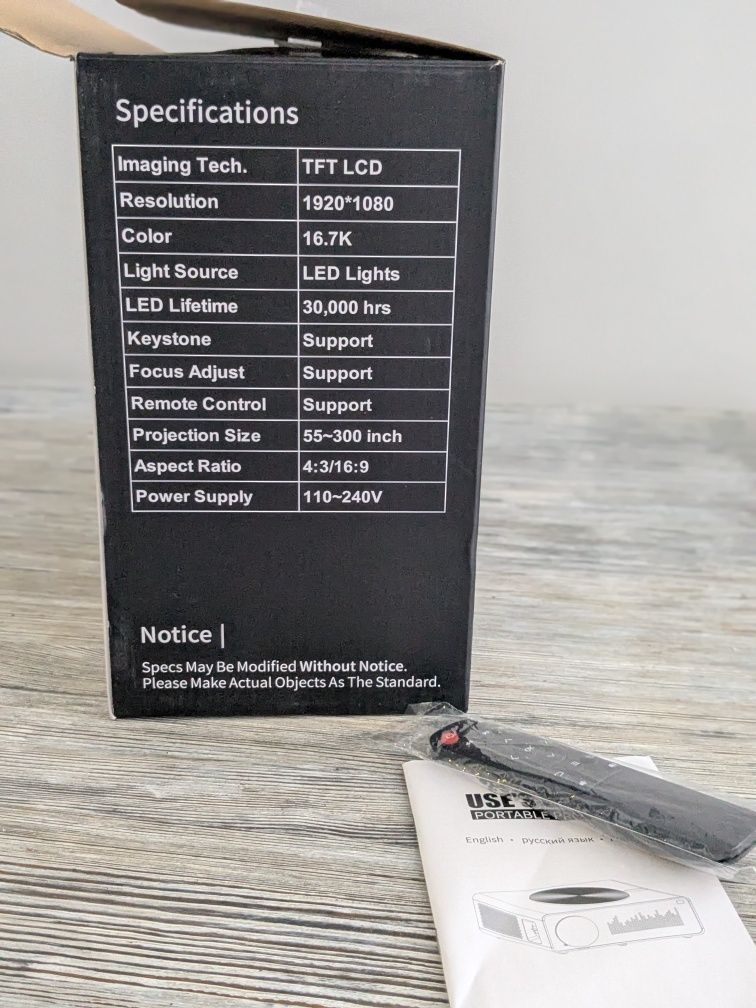 Specifications
Imaging Tech. TFT LCD
Resolution 1920*1080
Color 16.7K
Light Source LED Lights
LED Lifetime 30,000 hrs
Keystone Support
Focus Adjust Support
Remote Control Support
Projection Size 55~300 inch
Aspect Ratio 4:3/16:9
Power Supply 110~240V
Notice |
Specs May Be Modified Without Notice.
Please Make Actual Objects As The Standard.
USE'S
PORTABLE
English • русский язык •